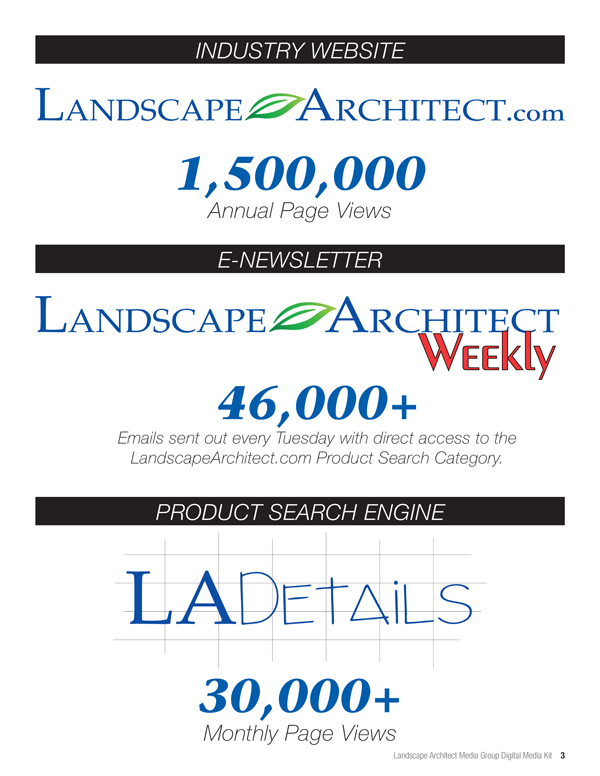 INDUSTRY WEBSITE
LANDSCAPE ARCHITECT.com
1,500,000
Annual Page Views
E-NEWSLETTER
LANDSCAPE ARCHITECT
Weekly
46,000+
Emails sent out every Tuesday with direct access to the
LandscapeArchitect.com Product Search Category.
PRODUCT SEARCH ENGINE
LADETAiLS
30,000+
Monthly Page Views
Landscape Architect Media Group Digital Media Kit 3